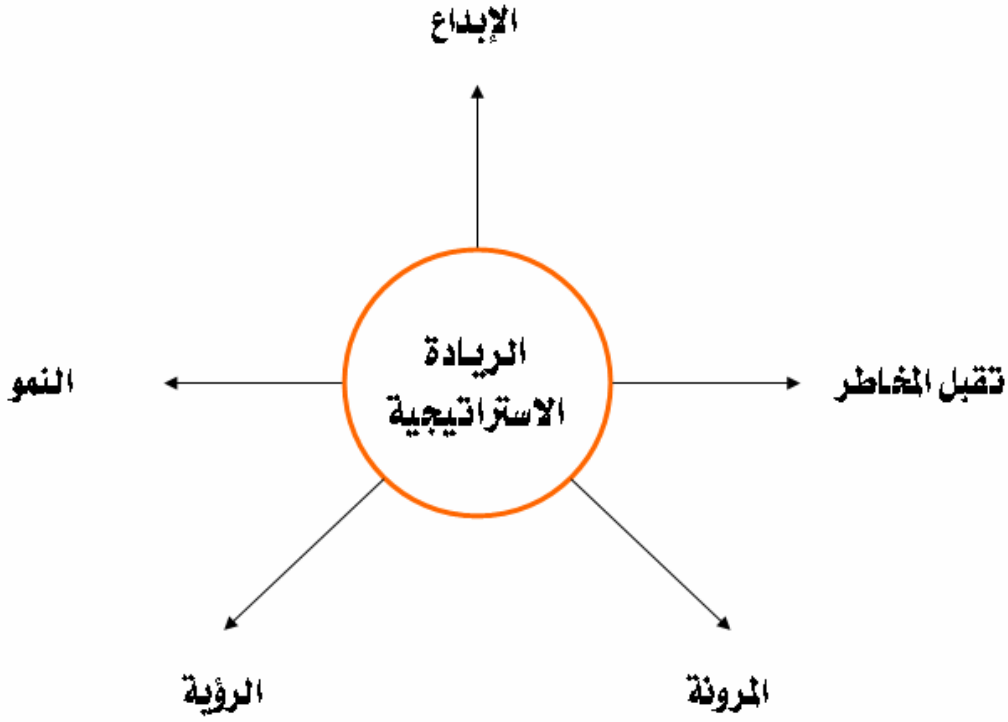 الإبداع
الريادة
الاستراتيجية
تقبل المخاطر
النمو
المرونة
الرؤية